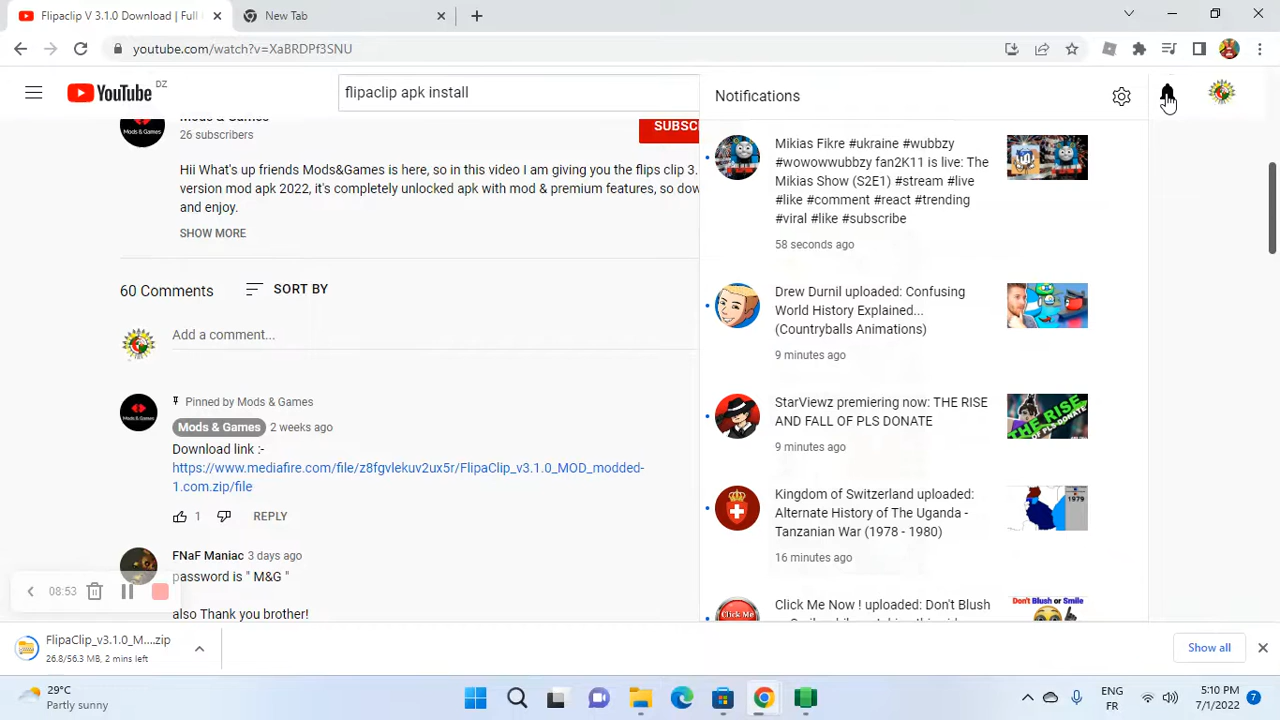 Flipaclip V 3.1.0 Download | Full
New Tab
youtube.com/watch?v=XaBRDPf3SNU
YouTube DZ
flipaclip apk install
Notifications
Mods & Games
26 subscribers
SUBSC
Hii What's up friends Mods&Games is here, so in this video I am giving you the flips clip 3.
version mod apk 2022, it's completely unlocked apk with mod & premium features, so dow
and enjoy.
SHOW MORE
60 Comments
SORT BY
Add a comment...
Pinned by Mods & Games
Mods & Games 2 weeks ago
Download link :-
https://www.mediafire.com/file/z8fgvlekuv2ux5r/FlipaClip_v3.1.0_MOD_modded-
1.com.zip/file
1
REPLY
FNaF Maniac 3 days ago
password is " M&G "
also Thank you brother!
Mikias Fikre #ukraine #wubbzy
#wowowwubbzy fan2K11 is live: The
Mikias Show (S2E1) #stream #live
#like #comment #react #trending
#viral #like #subscribe
58 seconds ago
Drew Durnil uploaded: Confusing
World History Explained...
(Countryballs Animations)
9 minutes ago
StarViewz premiering now: THE RISE
AND FALL OF PLS DONATE
9 minutes ago
THE RISE
OF PLS DONATE
Kingdom of Switzerland uploaded:
Alternate History of The Uganda -
Tanzanian War (1978 - 1980)
16 minutes ago
1979
Click Me Now ! uploaded: Don't Blush
Click Me
Don't Blush or Smile
08:53
FlipaClip_v3.1.0_M....zip
26.8/56.3 MB, 2 mins left
Show all
29°C
Partly sunny
ENG
FR
5:10 PM
7/1/2022
7